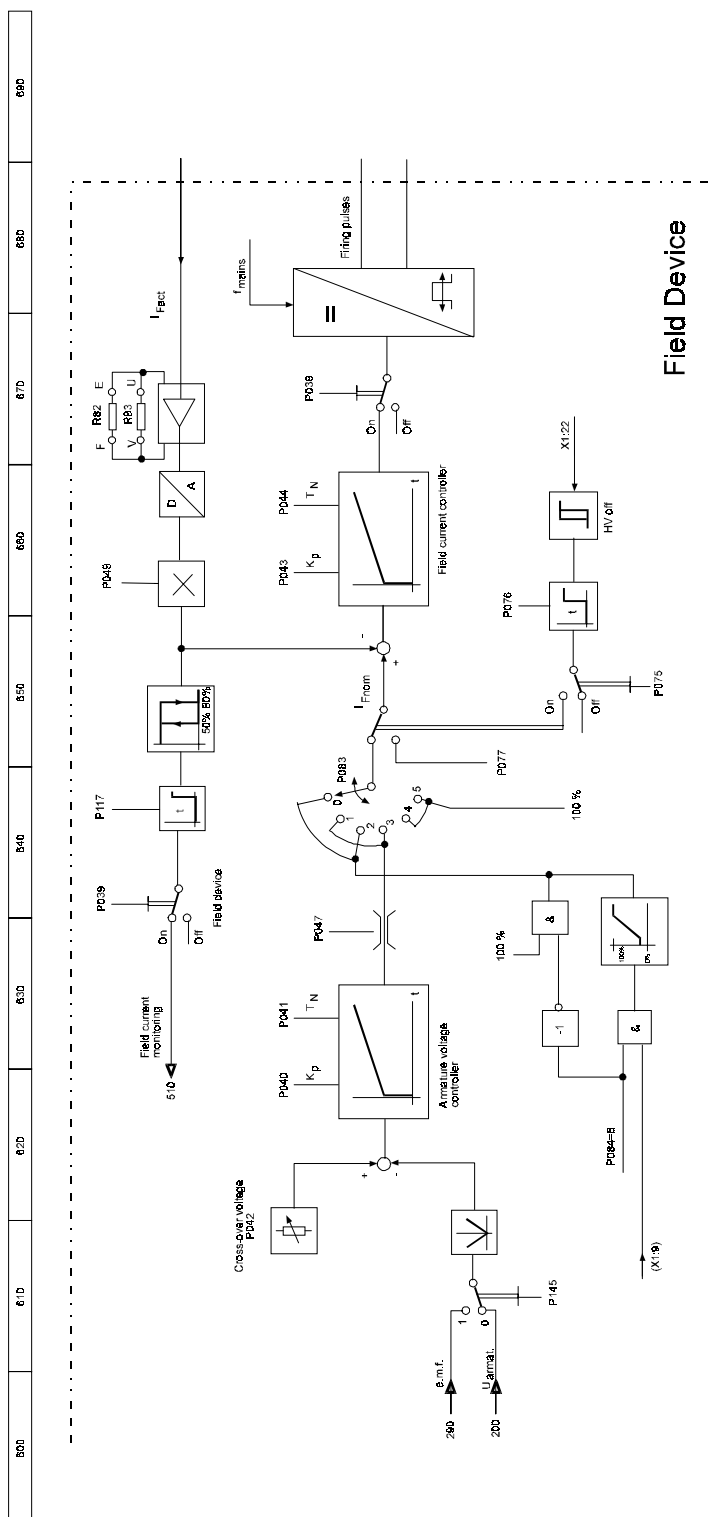 600 610 620 630 640 650 660 670 680 690
510
Field current
monitoring
P039
On
Off
Field device
P117
t
50% 80%
P049
D
A
F
R82
E
V
R83
U
I Fact
Cross-over voltage
P042
+
-
P040
P041
Kp
TN
t
Armature voltage
controller
P047
0
1
2
3
4
5
P083
100 %
P077
I Fnom
-
+
P043
P044
Kp
TN
t
Field current controller
P038
On
Off
f mains
Firing pulses
290
e.m.f.
200
U armat.
1
0
P145
P084=5
(X1:9)
-1
&
100 %
&
100%
0%
On
Off
P075
P076
t
HV off
X1:22
Field Device